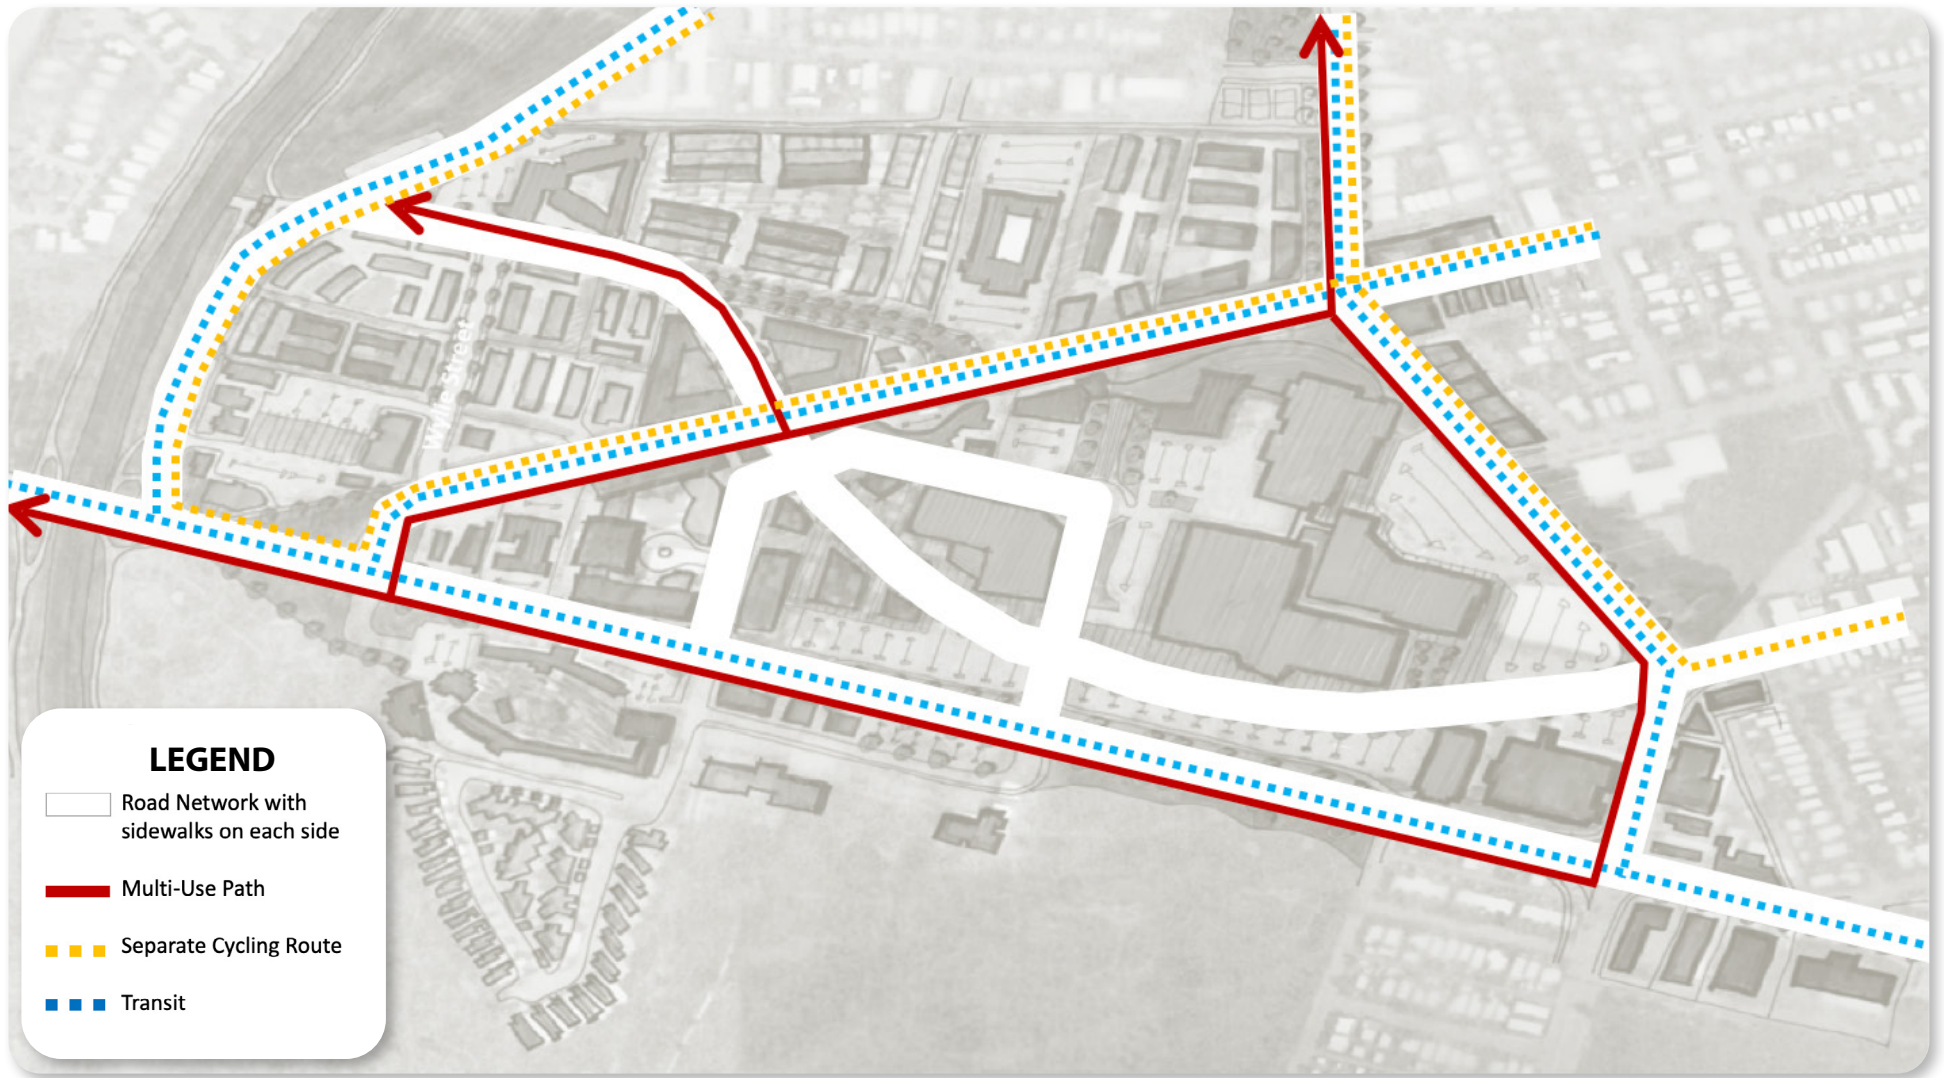 Wylie Street
LEGEND
Road Network with
sidewalks on each side
Multi-Use Path
Separate Cycling Route
Transit